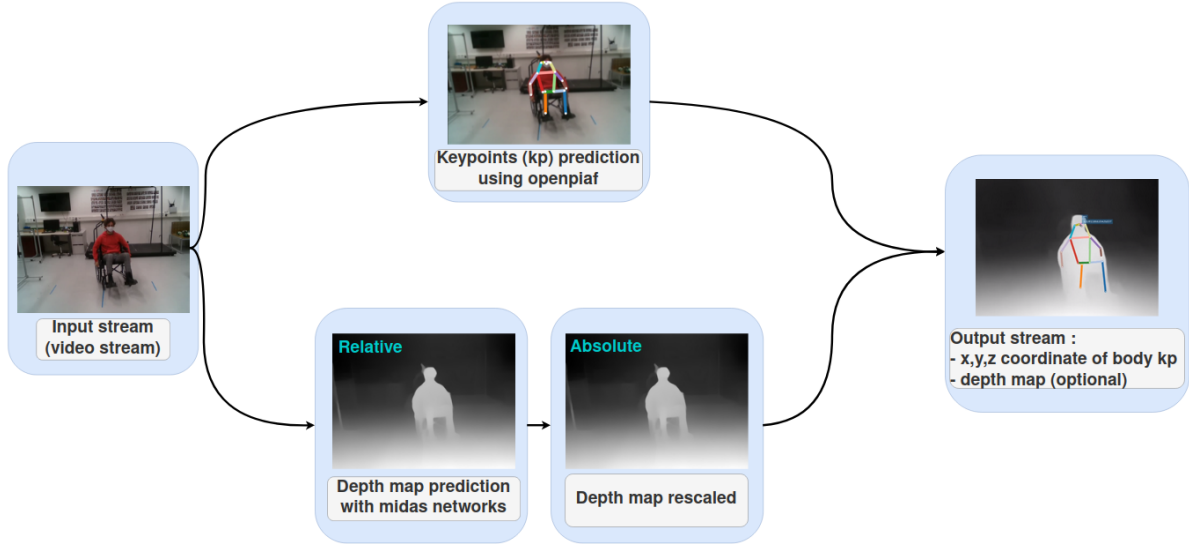 Keypoints (kp) prediction
using openpiaf
Input stream
(video stream)
Relative
Depth map prediction
with midas networks
Absolute
Depth map rescaled
Output stream :
- x,y,z coordinate of body kp
- depth map (optional)